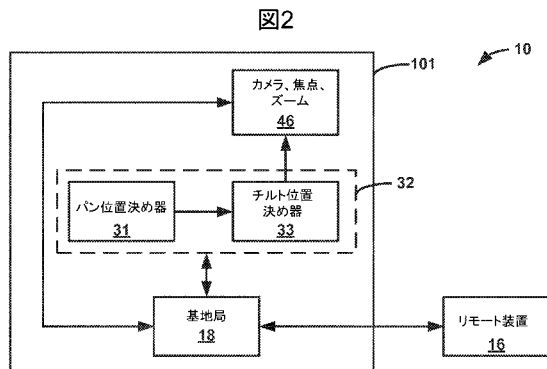 図2
101
10
カメラ、焦点、
ズーム
46
32
パン位置決め器
31
チルト位置
決め器
33
基地局
18
リモート装置
16